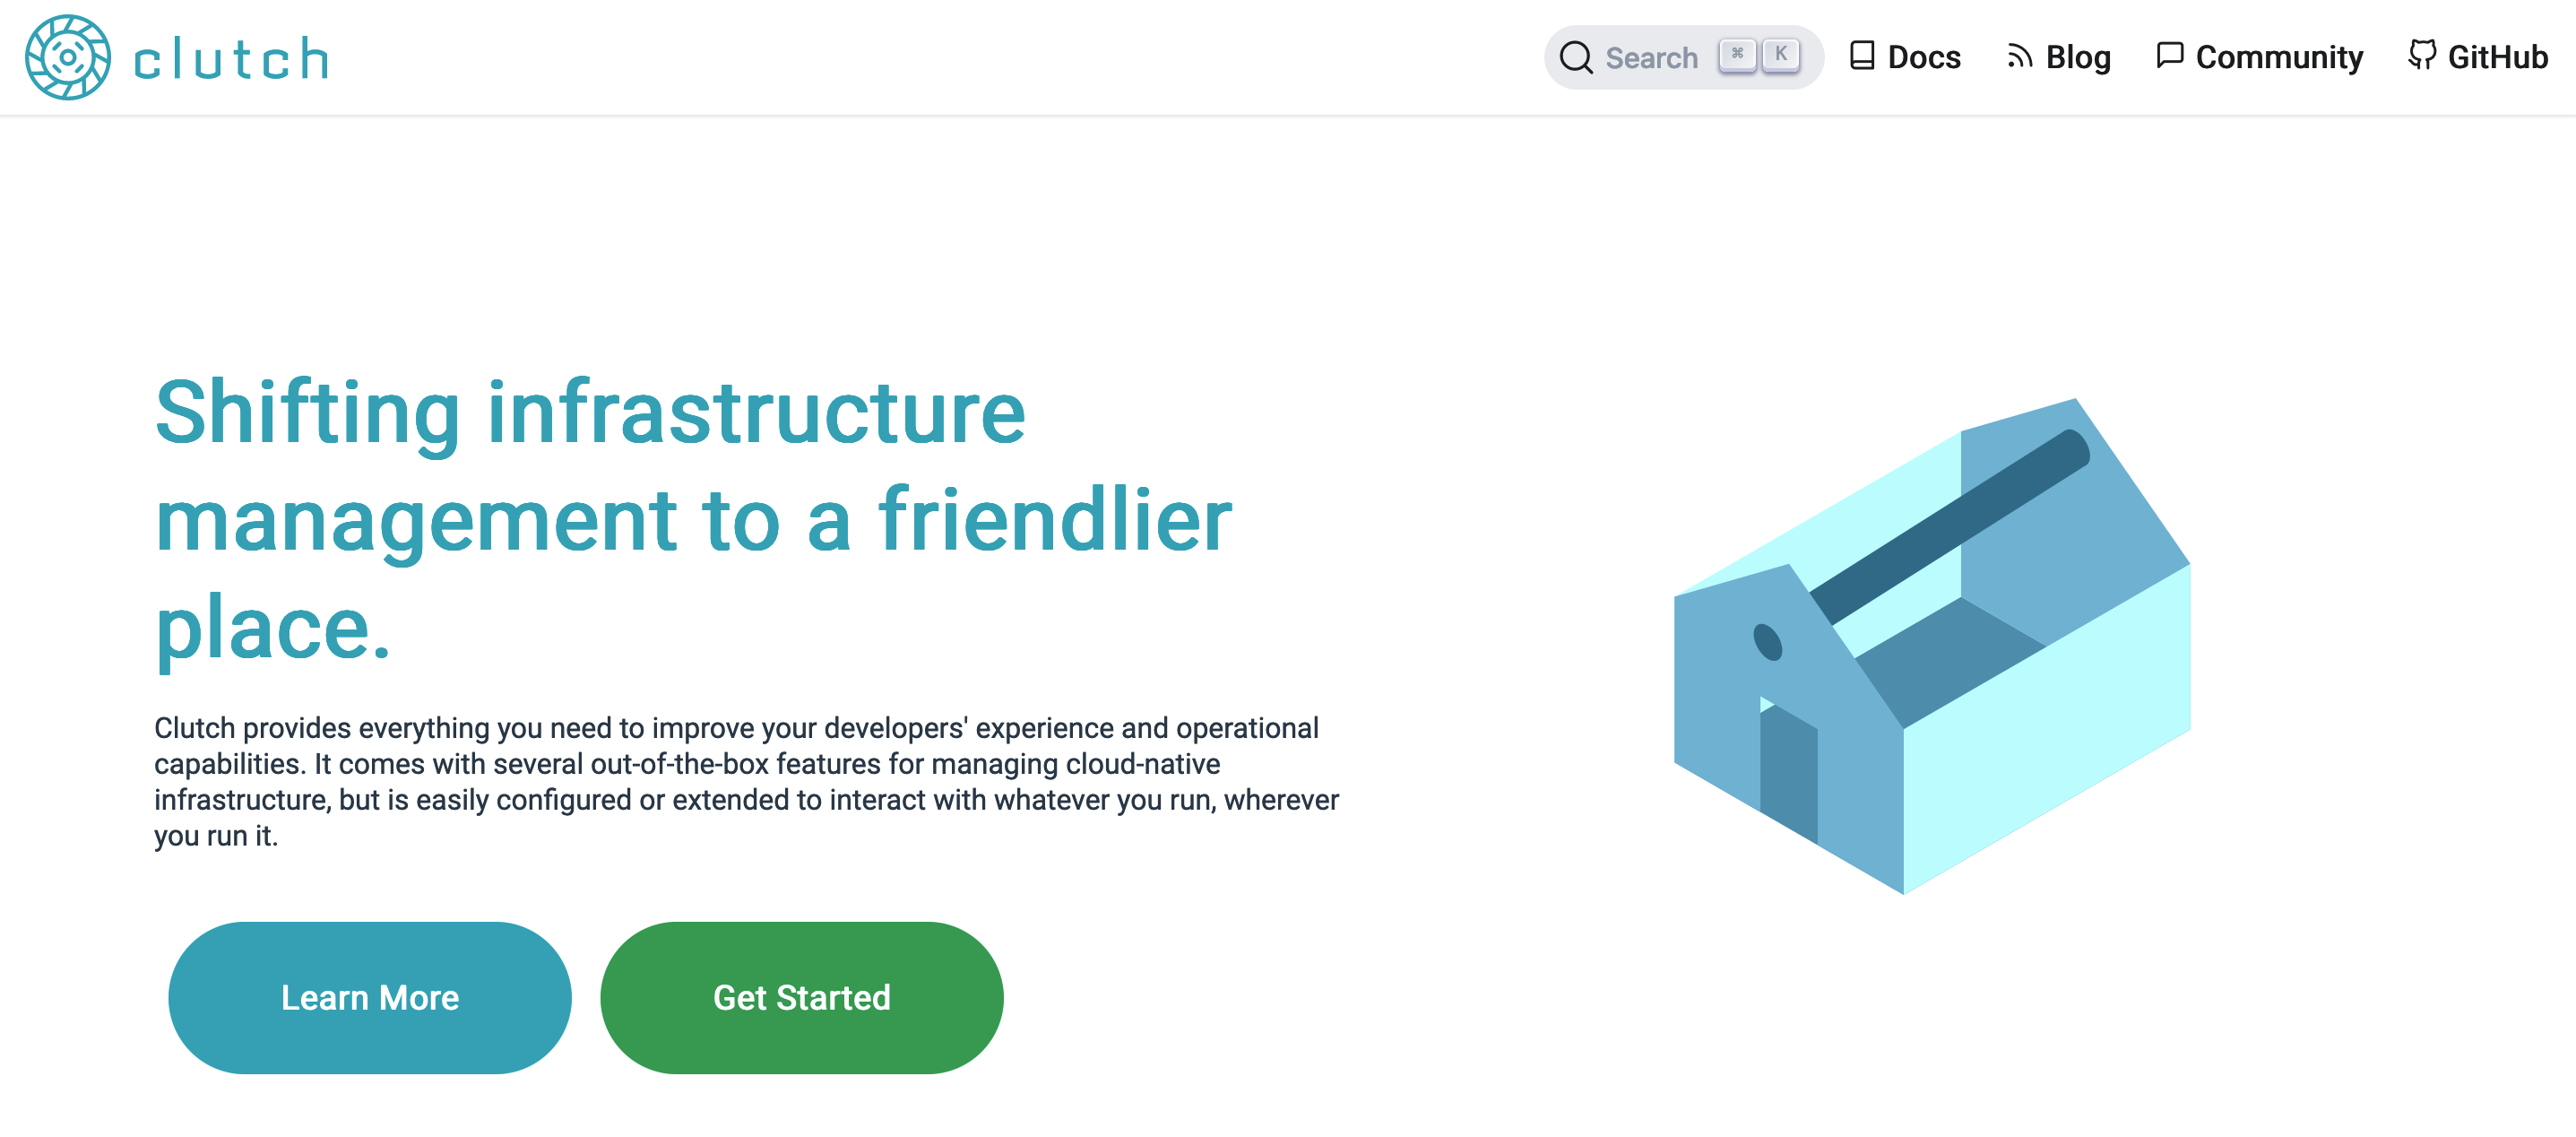 clutch
Search ⌘ K
Docs
Blog
Community
GitHub
Shifting infrastructure
management to a friendlier
place.
Clutch provides everything you need to improve your developers' experience and operational
capabilities. It comes with several out-of-the-box features for managing cloud-native
infrastructure, but is easily configured or extended to interact with whatever you run, wherever
you run it.
Learn More
Get Started